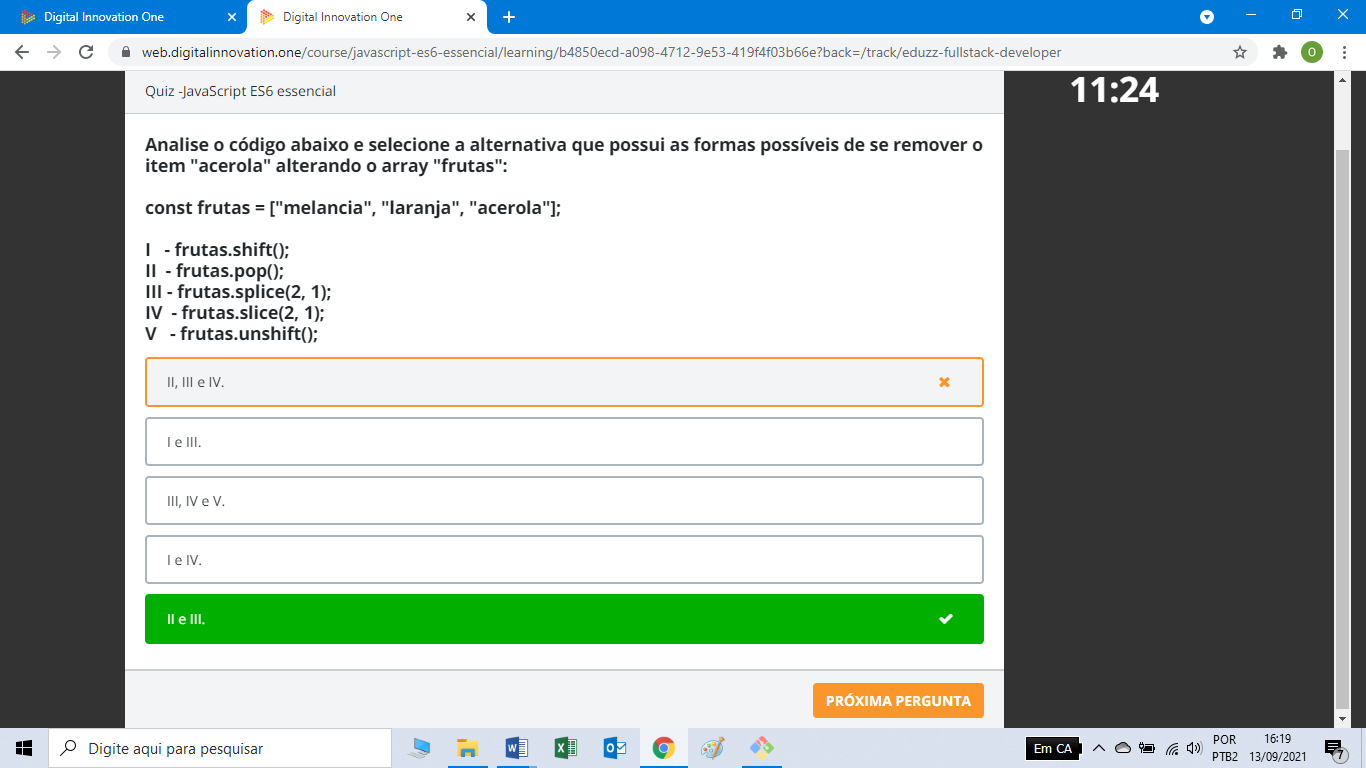 Digital Innovation One
Digital Innovation One
web.digitalinnovation.one/course/javascript-es6-essencial/learning/b4850ecd-a098-4712-9e53-419f4f03b66e?back=/track/eduzz-fullstack-developer
O
Quiz -JavaScript ES6 essencial
11:24
Analise o código abaixo e selecione a alternativa que possui as formas possíveis de se remover o
item "acerola" alterando o array "frutas":
const frutas = ["melancia", "laranja", "acerola"];
I - frutas.shift();
II - frutas.pop();
III - frutas.splice(2, 1);
IV - frutas.slice(2, 1);
V - frutas.unshift();
II, III e IV.
I e III.
III, IV e V.
I e IV.
II e III.
PRÓXIMA PERGUNTA
Digite aqui para pesquisar
Em CA
POR
PTB2
16:19
13/09/2021
7